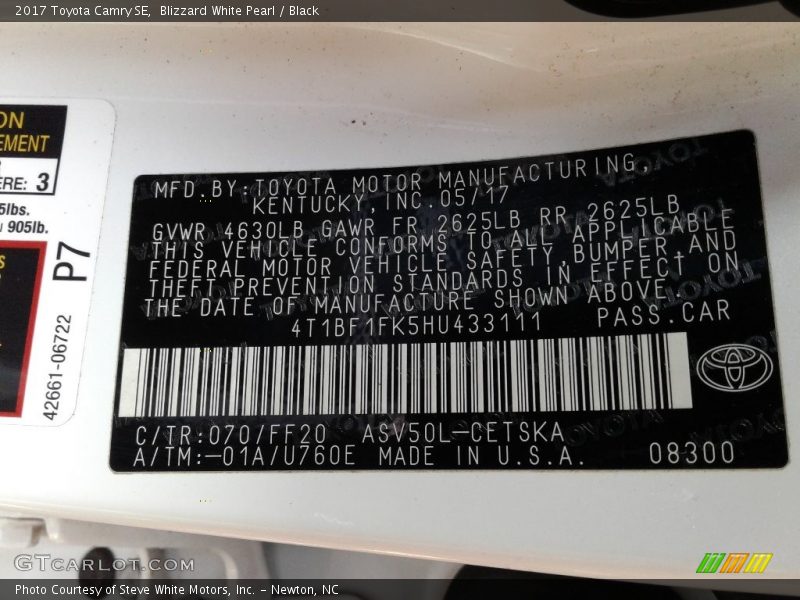 2017 Toyota Camry SE, Blizzard White Pearl / Black
ON
EMENT
ERE: 3
5lbs.
905lb.
P7
42661-06722
MFD.BY:TOYOTA MOTOR MANUFACTURING,
KENTUCKY,INC.05/17
GVWR 4630LB GAWR FR 2625LB RR 2625LB
THIS VEHICLE CONFORMS TO ALL APPLICABLE
FEDERAL MOTOR VEHICLE SAFETY,BUMPER,AND
THEFT PREVENTION STANDARDS IN EFFECT ON
THE DATE OF MANUFACTURE SHOWN ABOVE.
4T1BF1FK5HU433111 PASS.CAR
C/TR:070/FF20 ASV50L-CETSKA
A/TM:-01A/U760E MADE IN U.S.A. 08300
GTCARLOT.COM
Photo Courtesy of Steve White Motors, Inc. - Newton, NC